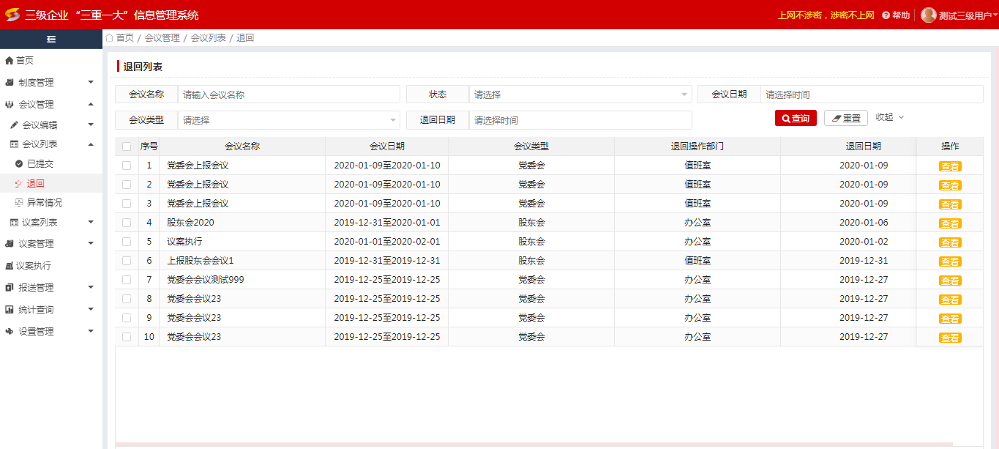 三级企业“三重一大”信息管理系统
上网不涉密，涉密不上网 帮助 测试三级用户
首页 / 会议管理 / 会议列表 / 退回
首页
制度管理
会议管理
会议编辑
会议列表
已提交
退回
异常情况
议案列表
议案管理
议案执行
报送管理
统计查询
设置管理
退回列表
会议名称 请输入会议名称 状态 请选择 会议日期 请选择时间
会议类型 请选择 退回日期 请选择时间 查询 重置 收起
序号 会议名称 会议日期 会议类型 退回操作部门 退回日期 操作
1 党委会上报会议 2020-01-09至2020-01-10 党委会 值班室 2020-01-09 查看
2 党委会上报会议 2020-01-09至2020-01-10 党委会 值班室 2020-01-09 查看
3 党委会上报会议 2020-01-09至2020-01-10 党委会 值班室 2020-01-09 查看
4 股东会2020 2019-12-31至2020-01-01 股东会 办公室 2020-01-06 查看
5 议案执行 2020-01-01至2020-02-01 股东会 办公室 2020-01-02 查看
6 上报股东会会议1 2019-12-31至2019-12-31 股东会 值班室 2019-12-31 查看
7 党委会会议测试999 2019-12-25至2019-12-25 党委会 办公室 2019-12-27 查看
8 党委会会议23 2019-12-25至2019-12-25 党委会 办公室 2019-12-27 查看
9 党委会会议23 2019-12-25至2019-12-25 党委会 办公室 2019-12-27 查看
10 党委会会议23 2019-12-25至2019-12-25 党委会 办公室 2019-12-27 查看